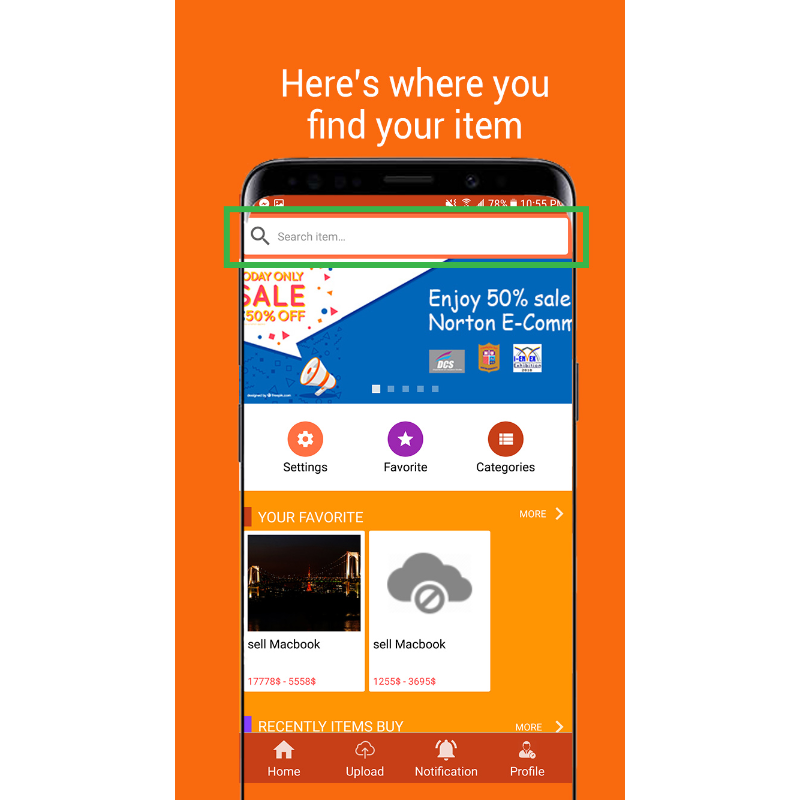 Here's where you
find your item
78% 10:55 PM
Search item...
ODAY ONLY
SALE
50% OFF
Enjoy 50% sale
Norton E-Comm
DCS
Exhibition
designed by freepik.com
Settings
Favorite
Categories
YOUR FAVORITE
MORE
sell Macbook
sell Macbook
17778$ - 5558$
1255$ - 3695$
RECENTLY ITEMS BUY
MORE
Home
Upload
Notification
Profile